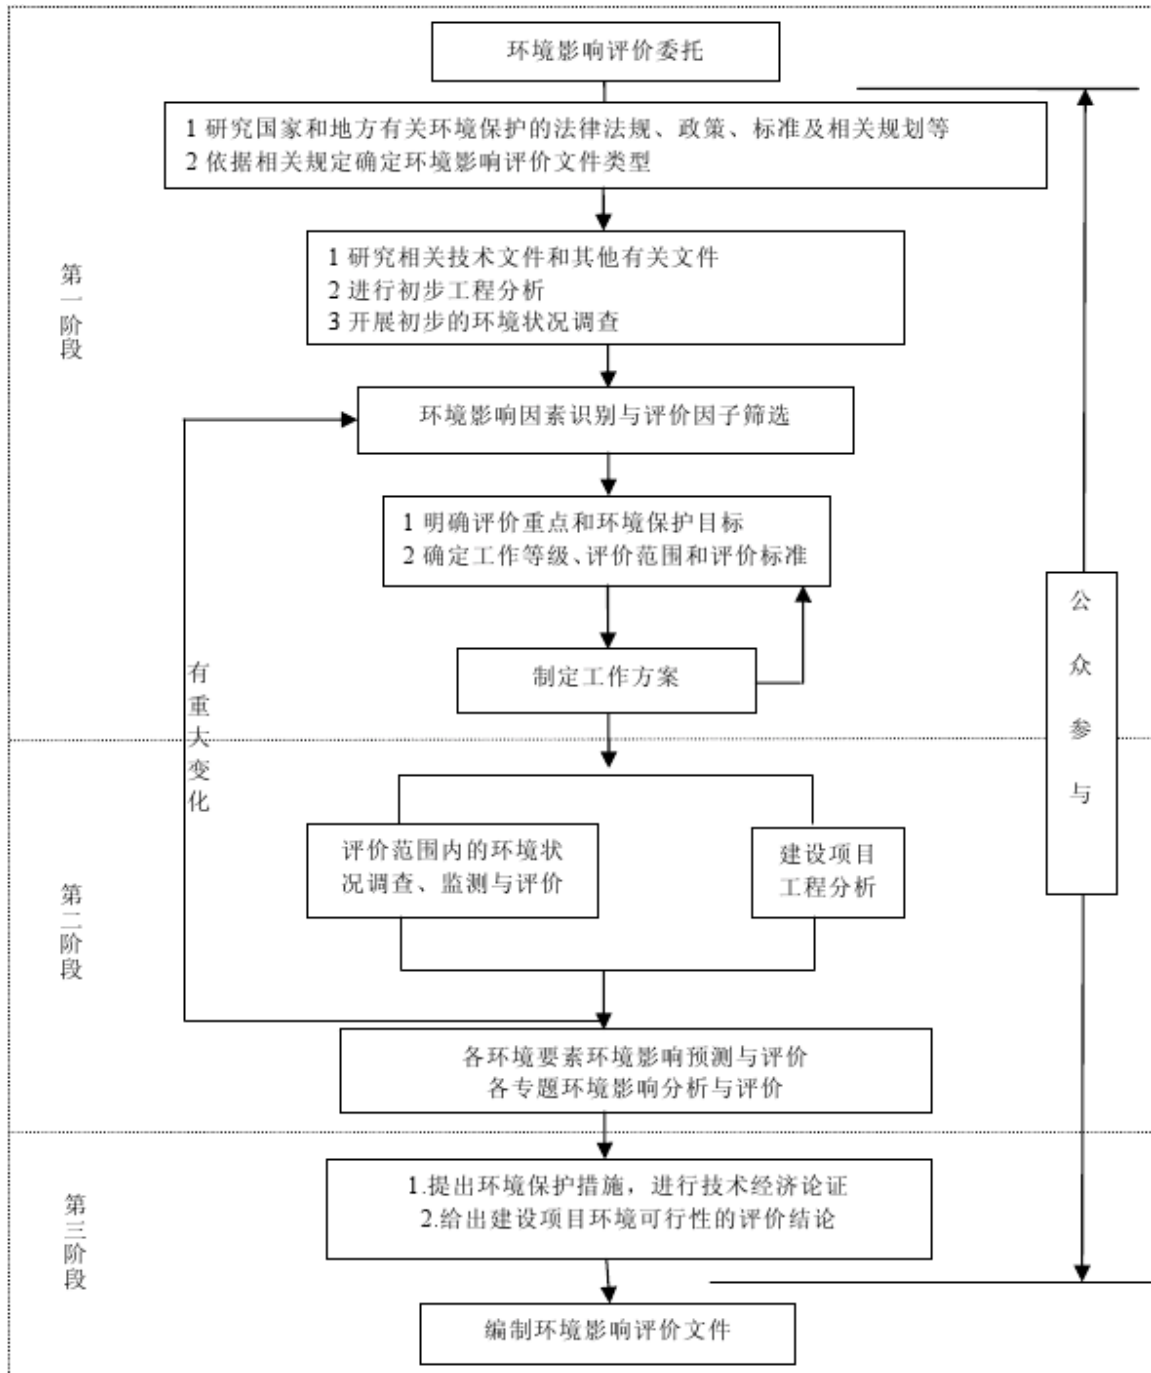 环境影响评价委托
1 研究国家和地方有关环境保护的法律法规、政策、标准及相关规划等
2 依据相关规定确定环境影响评价文件类型
第一阶段
1 研究相关技术文件和其他有关文件
2 进行初步工程分析
3 开展初步的环境状况调查
环境影响因素识别与评价因子筛选
1 明确评价重点和环境保护目标
2 确定工作等级、评价范围和评价标准
制定工作方案
有重大变化
公众参与
第二阶段
评价范围内的环境状
况调查、监测与评价
建设项目
工程分析
各环境要素环境影响预测与评价
各专题环境影响分析与评价
第三阶段
1.提出环境保护措施，进行技术经济论证
2.给出建设项目环境可行性的评价结论
编制环境影响评价文件